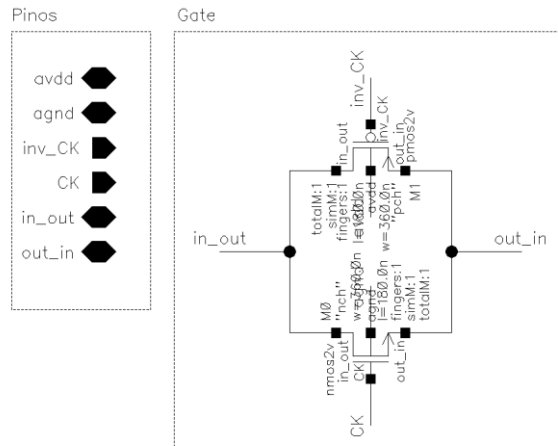 Pinos
Gate
avdd
agnd
inv_CK
CK
in_out
out_in
inv_CK
in_out
inv_CK
out_in
pmos2v
totalM:1
simM:1
fingers:1
avdd
w=360.0n
"pch"
M1
in_out
out_in
M0
"nch"
w=360.0n
agnd
l=180.0n
fingers:1
simM:1
totalM:1
nmos2v
in_out
CK
out_in
CK